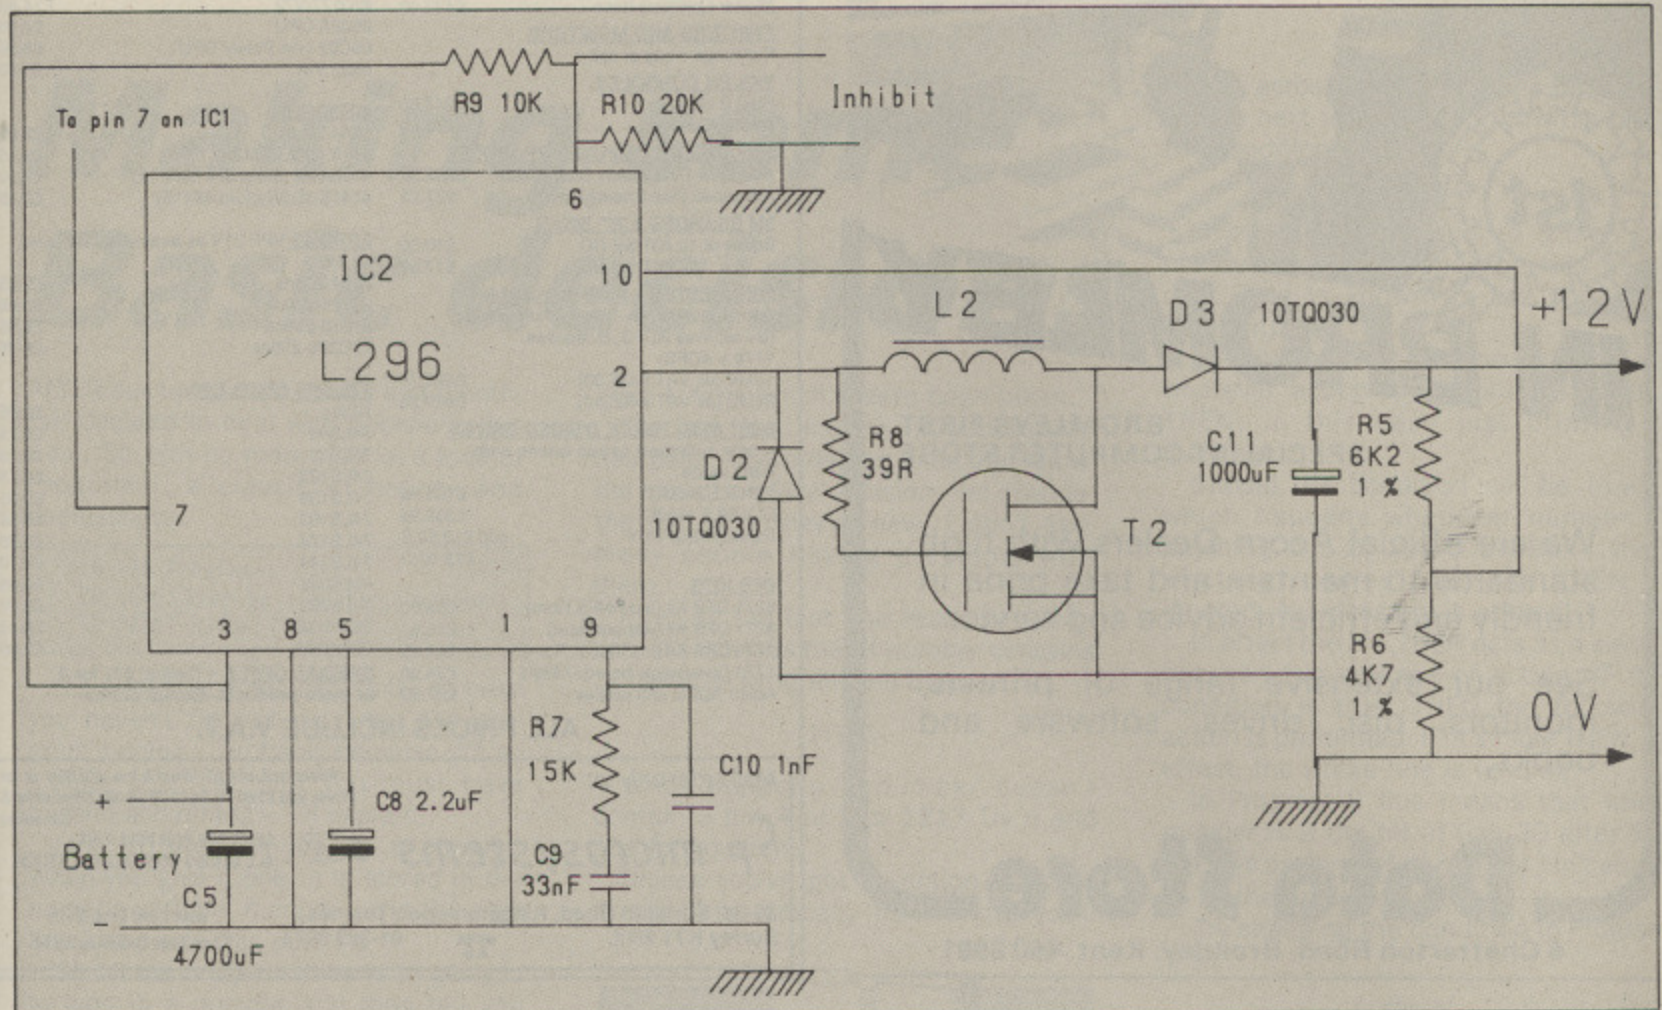 R9 10K
R10 20K
Inhibit
To pin 7 on IC1
6
IC2
10
L296
2
7
3
8
5
1
9
L2
D3
10TQ030
+12V
D2
10TQ030
R8
39R
T2
C11
1000uF
R5
6K2
1 %
R6
4K7
1 %
0 V
R7
15K
C10 1nF
+
Battery
-
C5
4700uF
C8 2.2uF
C9
33nF